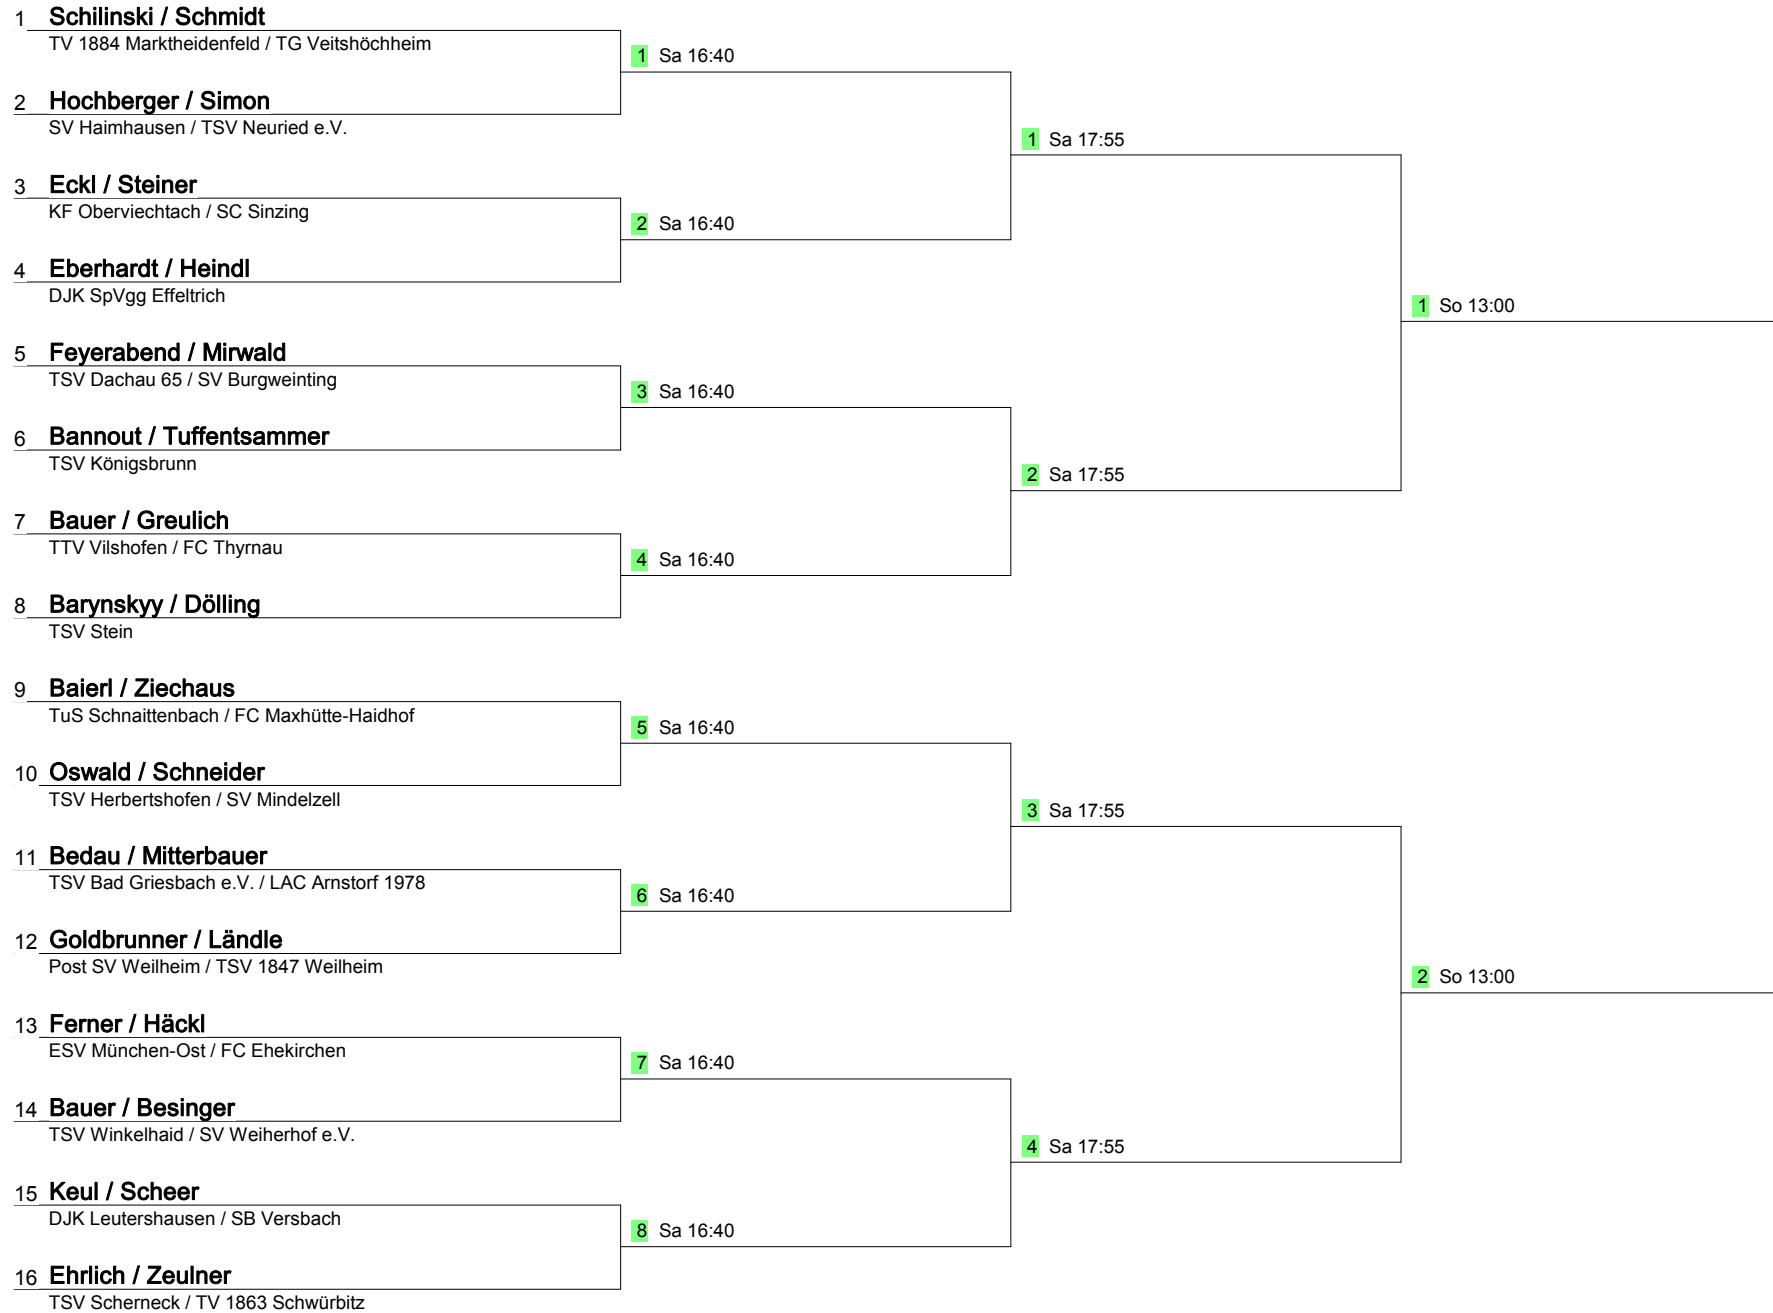 1 Schilinski / Schmidt
TV 1884 Marktheidenfeld / TG Veitshöchheim
1 Sa 16:40
2 Hochberger / Simon
SV Haimhausen / TSV Neuried e.V.
1 Sa 17:55
3 Eckl / Steiner
KF Oberviechtach / SC Sinzing
2 Sa 16:40
4 Eberhardt / Heindl
DJK SpVgg Effeltrich
1 So 13:00
5 Feyerabend / Mirwald
TSV Dachau 65 / SV Burgweinting
3 Sa 16:40
6 Bannout / Tuffentsammer
TSV Königsbrunn
2 Sa 17:55
7 Bauer / Greulich
TTV Vilshofen / FC Thyrnau
4 Sa 16:40
8 Barynskyy / Dölling
TSV Stein
9 Baierl / Ziechaus
TuS Schnaittenbach / FC Maxhütte-Haidhof
5 Sa 16:40
10 Oswald / Schneider
TSV Herbertshofen / SV Mindelzell
3 Sa 17:55
11 Bedau / Mitterbauer
TSV Bad Griesbach e.V. / LAC Arnstorf 1978
6 Sa 16:40
12 Goldbrunner / Ländle
Post SV Weilheim / TSV 1847 Weilheim
2 So 13:00
13 Ferner / Häckl
ESV München-Ost / FC Ehekirchen
7 Sa 16:40
14 Bauer / Besinger
TSV Winkelhaid / SV Weiherhof e.V.
4 Sa 17:55
15 Keul / Scheer
DJK Leutershausen / SB Versbach
8 Sa 16:40
16 Ehrlich / Zeulner
TSV Scherneck / TV 1863 Schwürbitz